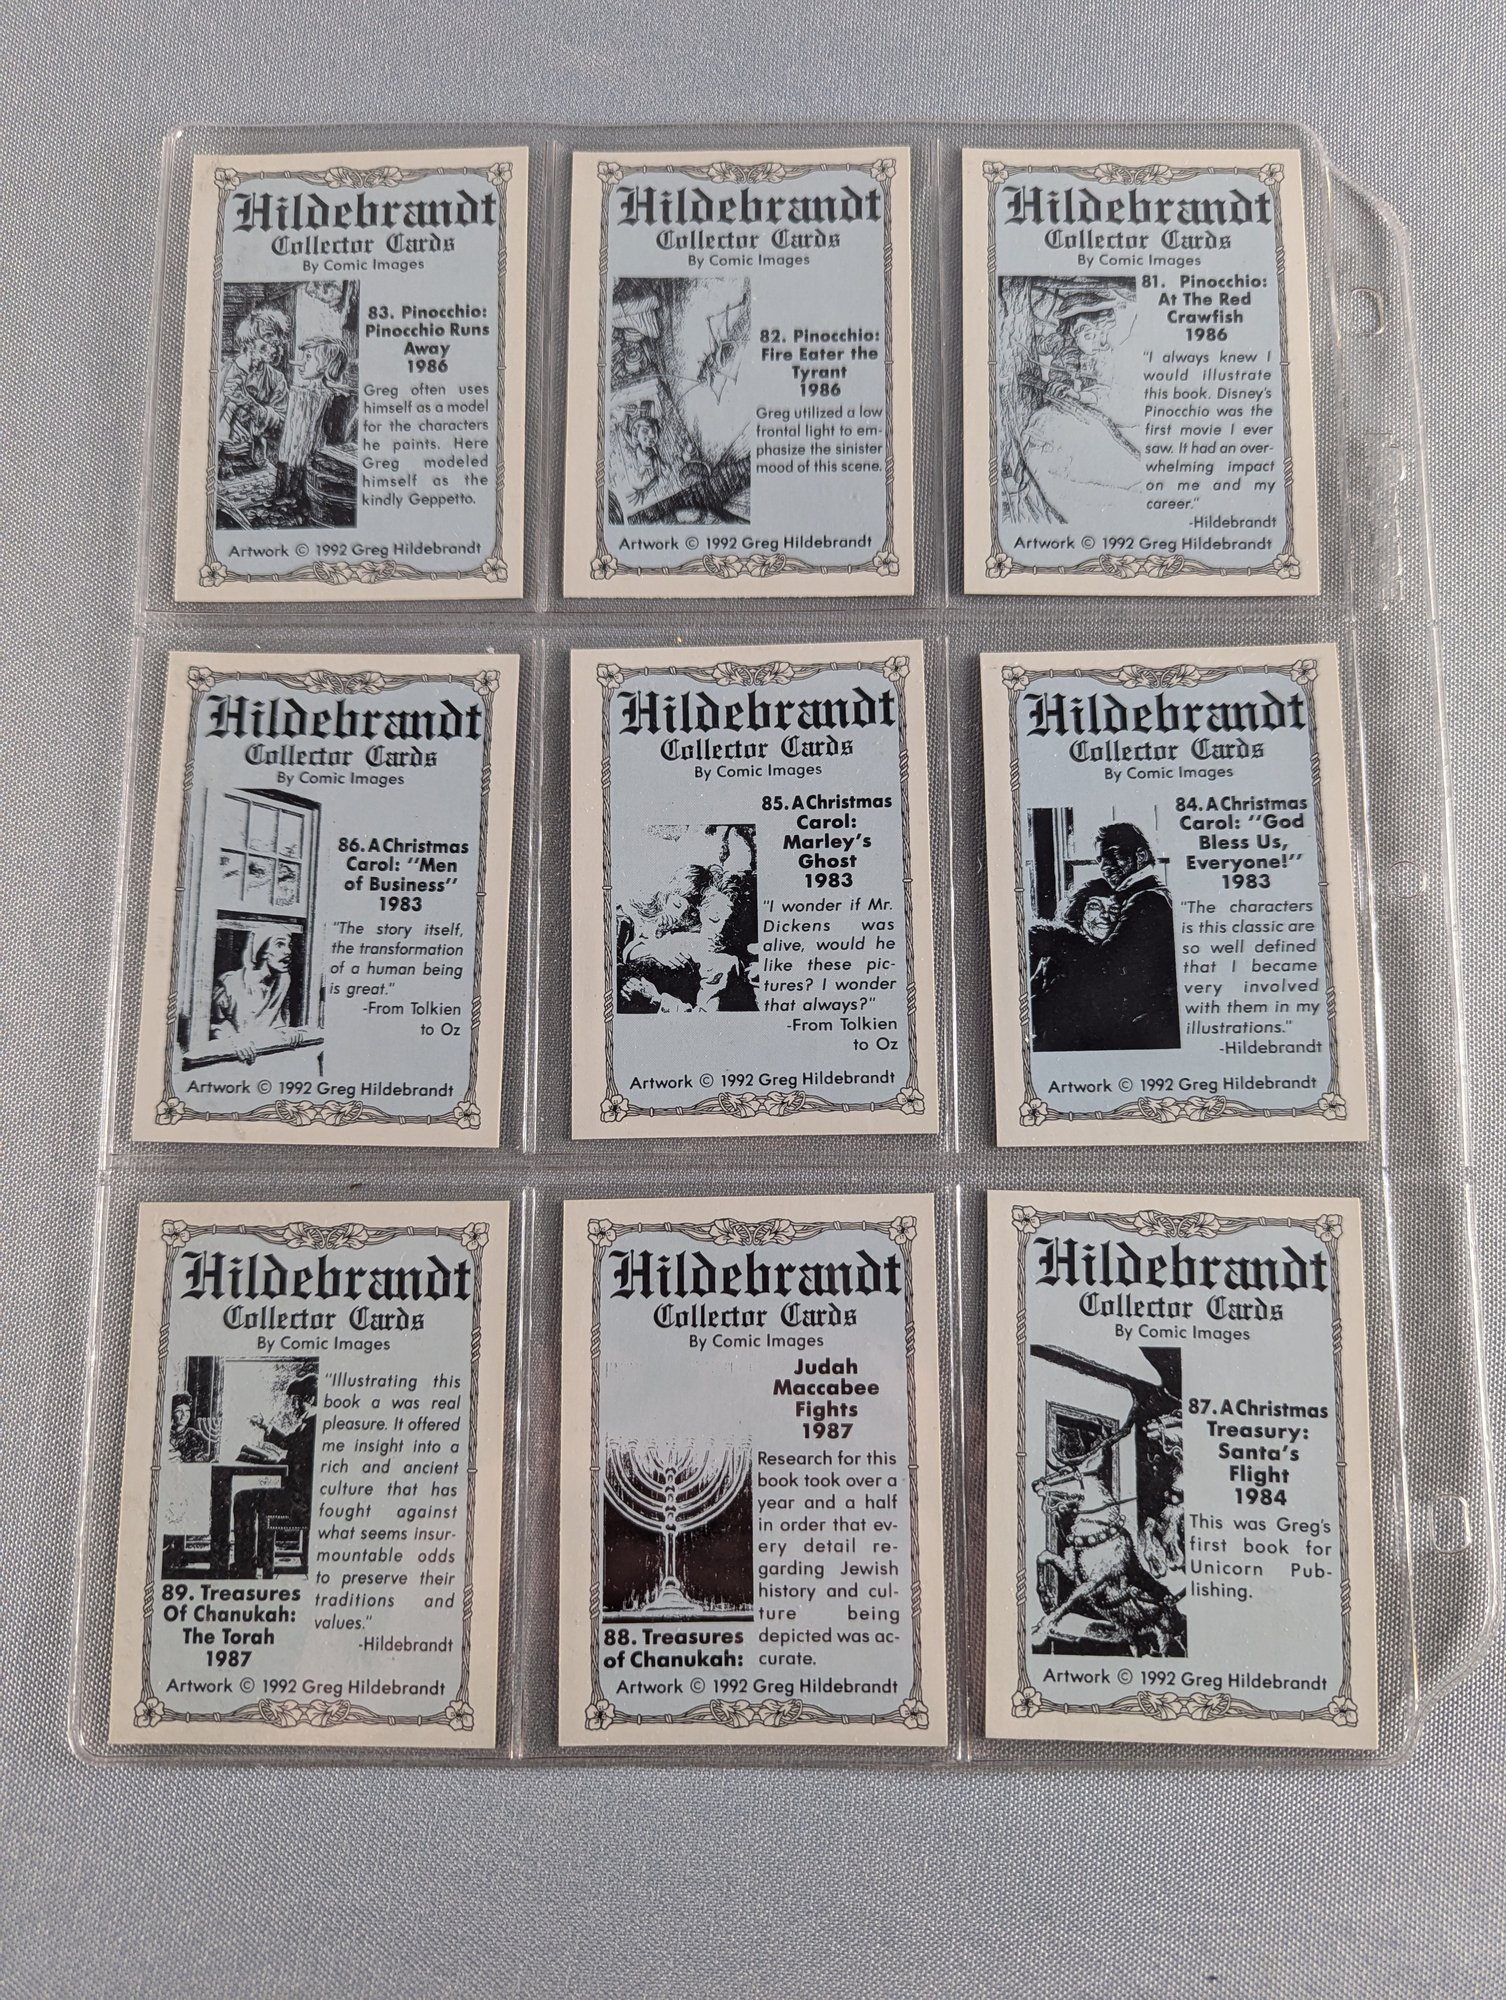 Hildebrandt
Collector Cards
By Comic Images
83. Pinocchio:
Pinocchio Runs
Away
1986
Greg often uses
himself as a model
for the characters
he paints. Here
Greg modeled
himself as the
kindly Geppetto.
Artwork © 1992 Greg Hildebrandt
Hildebrandt
Collector Cards
By Comic Images
82. Pinocchio:
Fire Eater the
Tyrant
1986
Greg utilized a low
frontal light to em-
phasize the sinister
mood of this scene.
Artwork © 1992 Greg Hildebrandt
Hildebrandt
Collector Cards
By Comic Images
81. Pinocchio:
At The Red
Crawfish
1986
"I always knew I
would illustrate
this book. Disney's
Pinocchio was the
first movie I ever
saw. It had an over-
whelming impact
on me and my
career."
-Hildebrandt
Artwork © 1992 Greg Hildebrandt
Hildebrandt
Collector Cards
By Comic Images
86. A Christmas
Carol: "Men
of Business"
1983
"The story itself,
the transformation
of a human being
is great."
-From Tolkien
to Oz
Artwork © 1992 Greg Hildebrandt
Hildebrandt
Collector Cards
By Comic Images
85. A Christmas
Carol:
Marley's
Ghost
1983
"I wonder if Mr.
Dickens was
alive, would he
like these pic-
tures? I wonder
that always?"
-From Tolkien
to Oz
Artwork © 1992 Greg Hildebrandt
Hildebrandt
Collector Cards
By Comic Images
84. A Christmas
Carol: "God
Bless Us,
Everyone!"
1983
"The characters
is this classic are
so well defined
that I became
very involved
with them in my
illustrations."
-Hildebrandt
Artwork © 1992 Greg Hildebrandt
Hildebrandt
Collector Cards
By Comic Images
"Illustrating this
book a was real
pleasure. It offered
me insight into a
rich and ancient
culture that has
fought against
what seems insur-
mountable odds
to preserve their
traditions and
values."
-Hildebrandt
89. Treasures
Of Chanukah:
The Torah
1987
Artwork © 1992 Greg Hildebrandt
Hildebrandt
Collector Cards
By Comic Images
88. Treasures
of Chanukah:
Judah
Maccabee
Fights
1987
Research for this
book took over a
year and a half
in order that ev-
ery detail re-
garding Jewish
history and cul-
ture being
depicted was ac-
curate.
Artwork © 1992 Greg Hildebrandt
Hildebrandt
Collector Cards
By Comic Images
87. A Christmas
Treasury:
Santa's
Flight
1984
This was Greg's
first book for
Unicorn Pub-
lishing.
Artwork © 1992 Greg Hildebrandt